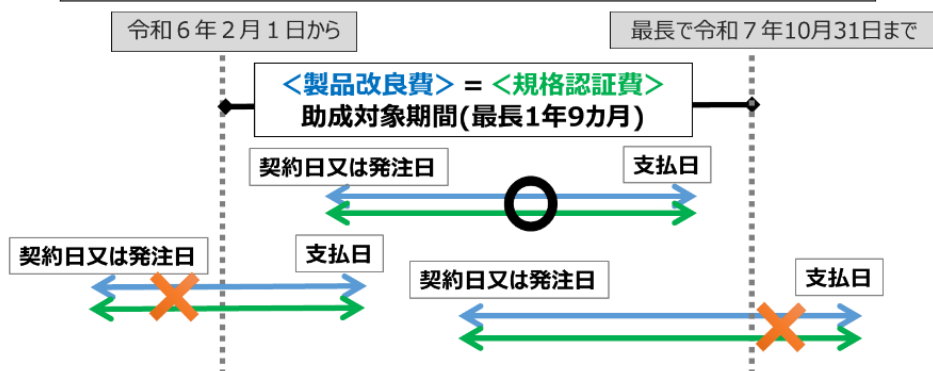 令和６年２月１日から
最長で令和７年10月31日まで
＜製品改良費＞ = ＜規格認証費＞
助成対象期間(最長1年9カ月)
契約日又は発注日
支払日
契約日又は発注日
支払日
契約日又は発注日
支払日